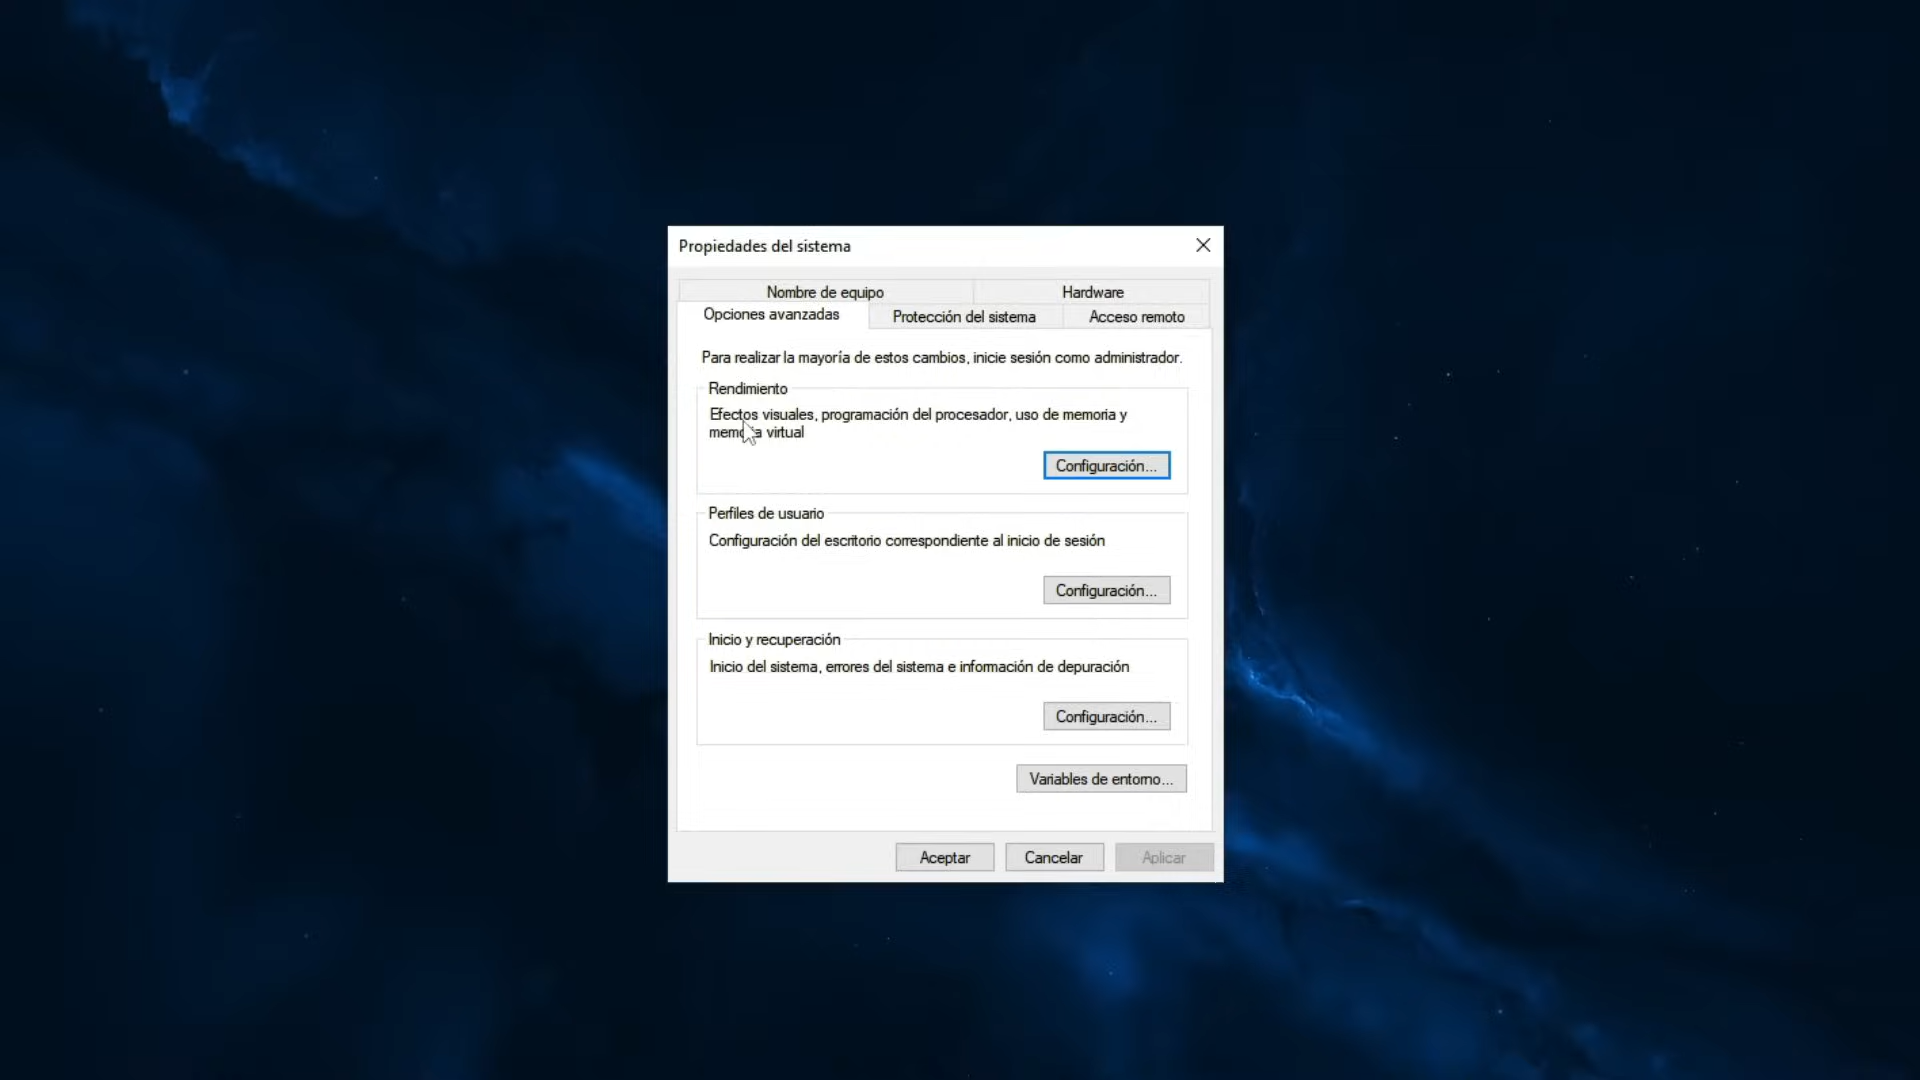 Propiedades del sistema
Nombre de equipo
Hardware
Opciones avanzadas
Protección del sistema
Acceso remoto
Para realizar la mayoría de estos cambios, inicie sesión como administrador.
Rendimiento
Efectos visuales, programación del procesador, uso de memoria y
memoria virtual
Configuración...
Perfiles de usuario
Configuración del escritorio correspondiente al inicio de sesión
Configuración...
Inicio y recuperación
Inicio del sistema, errores del sistema e información de depuración
Configuración...
Variables de entorno...
Aceptar
Cancelar
Aplicar